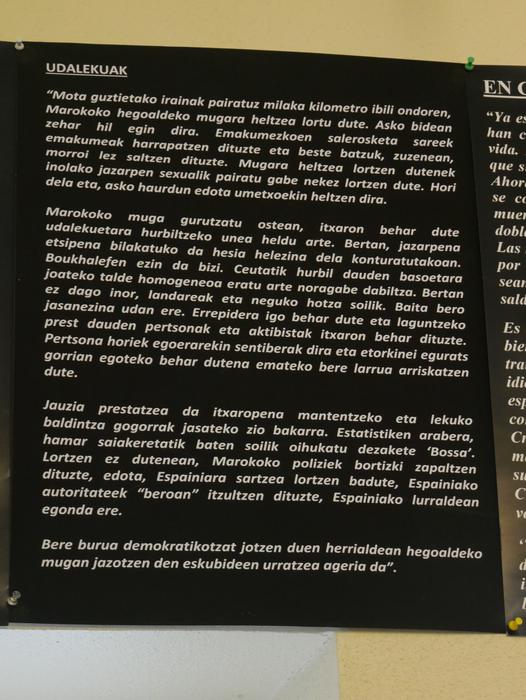 UDALEKUAK
“Mota guztietako irainak pairatuz milaka kilometro ibili ondoren,
Marokoko hegoaldeko mugara heltzea lortu dute. Asko bidean
zehar hil egin dira. Emakumezkoen salerosketa sareek
emakumeak harrapatzen dituzte eta beste batzuk, zuzenean,
morroi lez saltzen dituzte. Mugara heltzea lortzen dutenek
inolako jazarpen sexualik pairatu gabe nekez lortzen dute. Hori
dela eta, asko haurdun edota umetxoekin heltzen dira.
Marokoko muga gurutzatu ostean, itxaron behar dute
udalekuetara hurbiltzeko unea heldu arte. Bertan, jazarpena
etsipena bilakatuko da hesia helezina dela konturatutakoan.
Boukhalefen ezin da bizi. Ceutatik hurbil dauden basoetara
joateko talde homogeneoa eratu arte noragabe dabiltza. Bertan
ez dago inor, landareak eta neguko hotza soilik. Baita bero
jasanezina udan ere. Errepidera igo behar dute eta laguntzeko
prest dauden pertsonak eta aktibistak itxaron behar dituzte.
Pertsona horiek egoerarekin sentiberak dira eta etorkinei egurats
gorrian egoteko behar dutena emateko bere larrua arriskatzen
dute.
Jauzia prestatzea da itxaropena mantentzeko eta lekuko
baldintza gogorrak jasateko zio bakarra. Estatistiken arabera,
hamar saiakeretatik baten soilik oihukatu dezakete ‘Bossa’.
Lortzen ez dutenean, Marokoko poliziek bortizki zapaltzen
dituzte, edota, Espainiara sartzea lortzen badute, Espainiako
autoritateek “beroan” itzultzen dituzte, Espainiako lurraldean
egonda ere.
Bere burua demokratikotzat jotzen duen herrialdean hegoaldeko
mugan jazotzen den eskubideen urratzea ageria da”.
EN
“Ya
han
vida.
que
Ahor
se
Las
por
Es